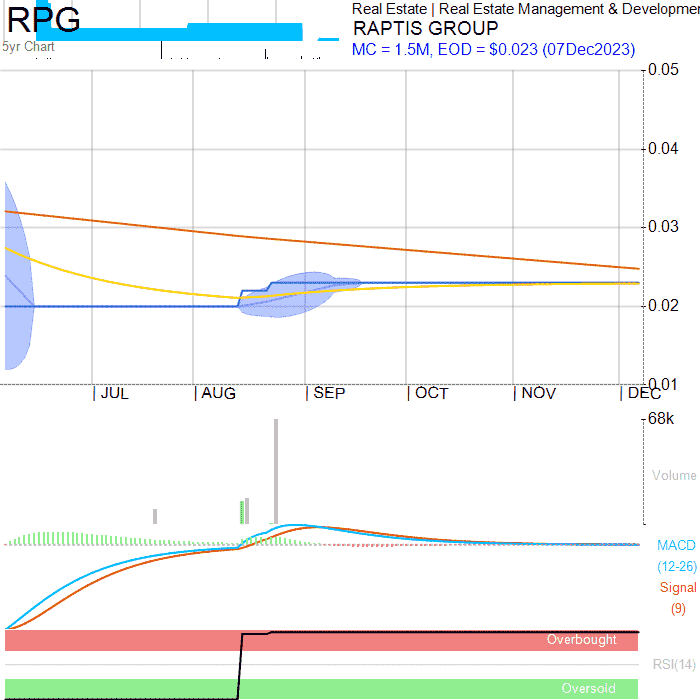 RPG
Real Estate | Real Estate Management & Developmen
RAPTIS GROUP
5yr Chart
MC = 1.5M, EOD = $0.023 (07Dec2023)
0.05
0.04
0.03
0.02
0.01
JUL AUG SEP OCT NOV DEC
68k
Volume
MACD
(12-26)
Signal
(9)
Overbought
RSI(14)
Oversold